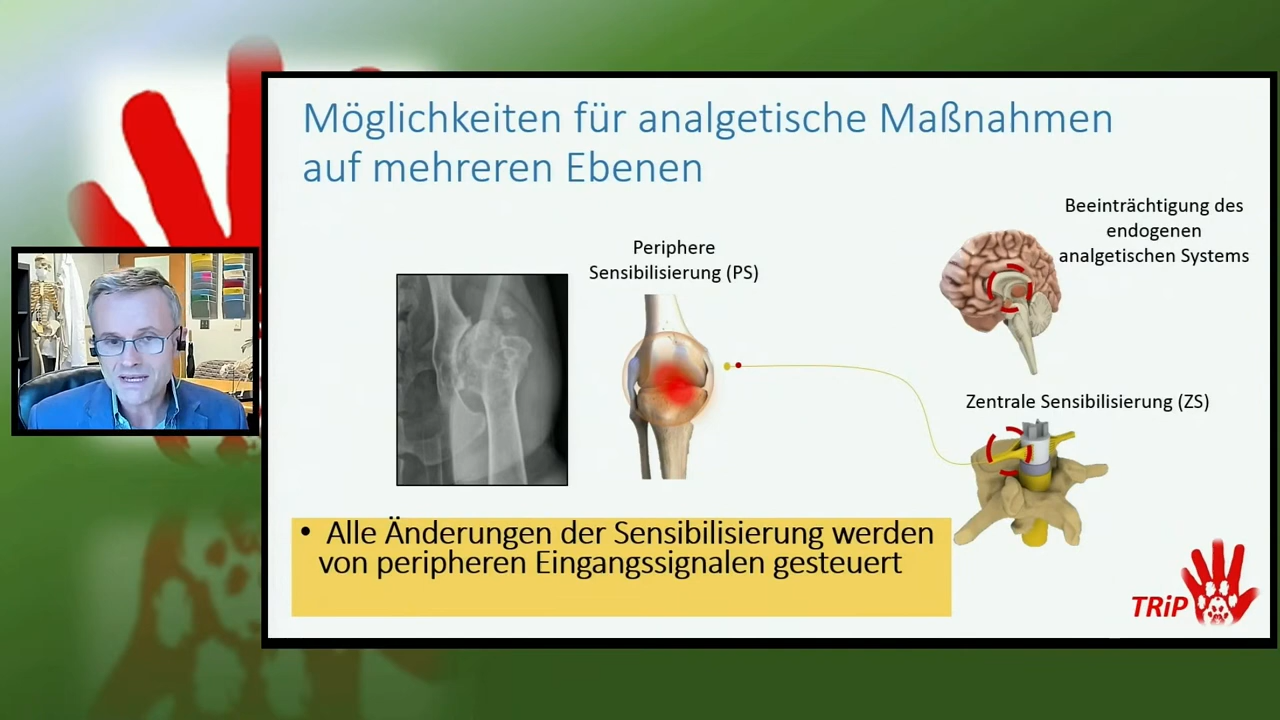 Möglichkeiten für analgetische Maßnahmen
auf mehreren Ebenen
Beeinträchtigung des
endogenen
analgetischen Systems
Periphere
Sensibilisierung (PS)
Zentrale Sensibilisierung (ZS)
• Alle Änderungen der Sensibilisierung werden
von peripheren Eingangssignalen gesteuert
TRiP